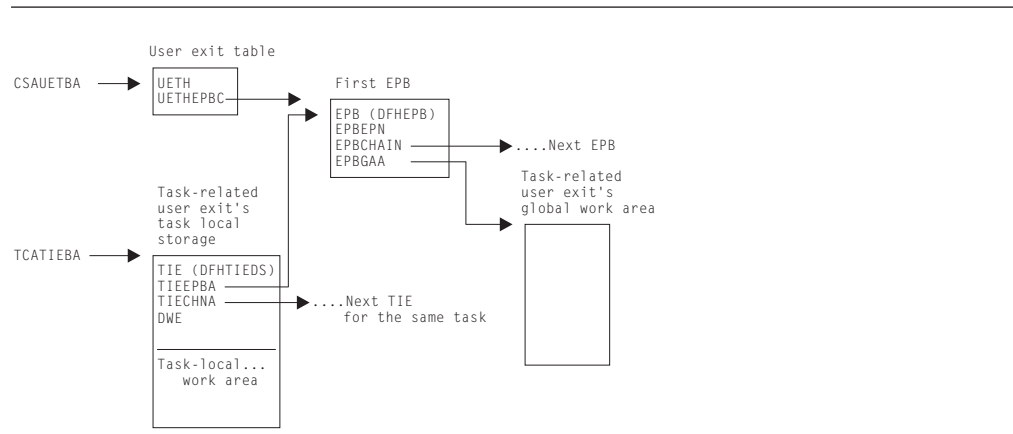 User exit table
CSAUETBA
UETH
UETHEPBC
First EPB
EPB (DFHEPB)
EPBEPN
EPBCHAIN
EPBGAA
....Next EPB
Task-related
user exit's
global work area
Task-related
user exit's
task local
storage
TCATIEBA
TIE (DFHTIEDS)
TIEEPBA
TIECHNA
DWE
....Next TIE
for the same task
Task-local...
work area